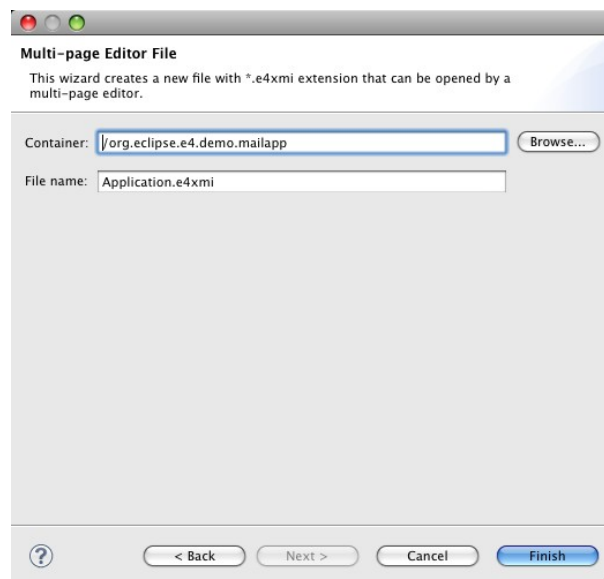 Multi-page Editor File
This wizard creates a new file with *.e4xmi extension that can be opened by a
multi-page editor.
Container: /org.eclipse.e4.demo.mailapp Browse...
File name: Application.e4xmi
? < Back Next > Cancel Finish